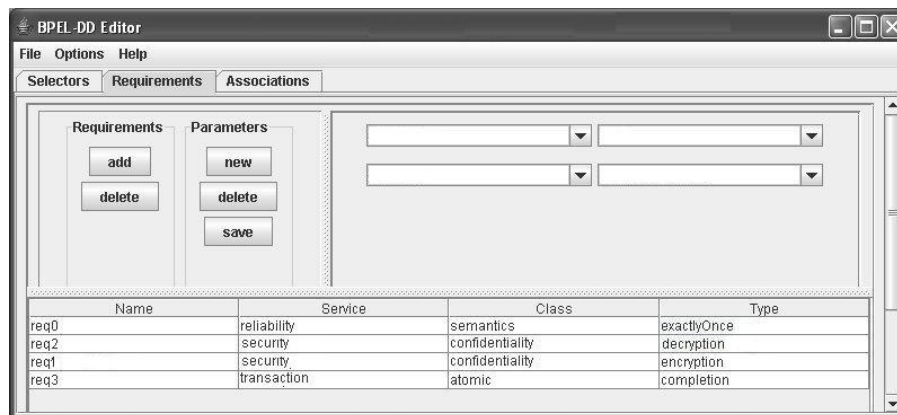 BPEL-DD Editor
File Options Help
Selectors Requirements Associations
Requirements Parameters
add new
delete delete
save
Name Service Class Type
req0 reliability semantics exactlyOnce
req2 security confidentiality decryption
req1 security confidentiality encryption
req3 transaction atomic completion